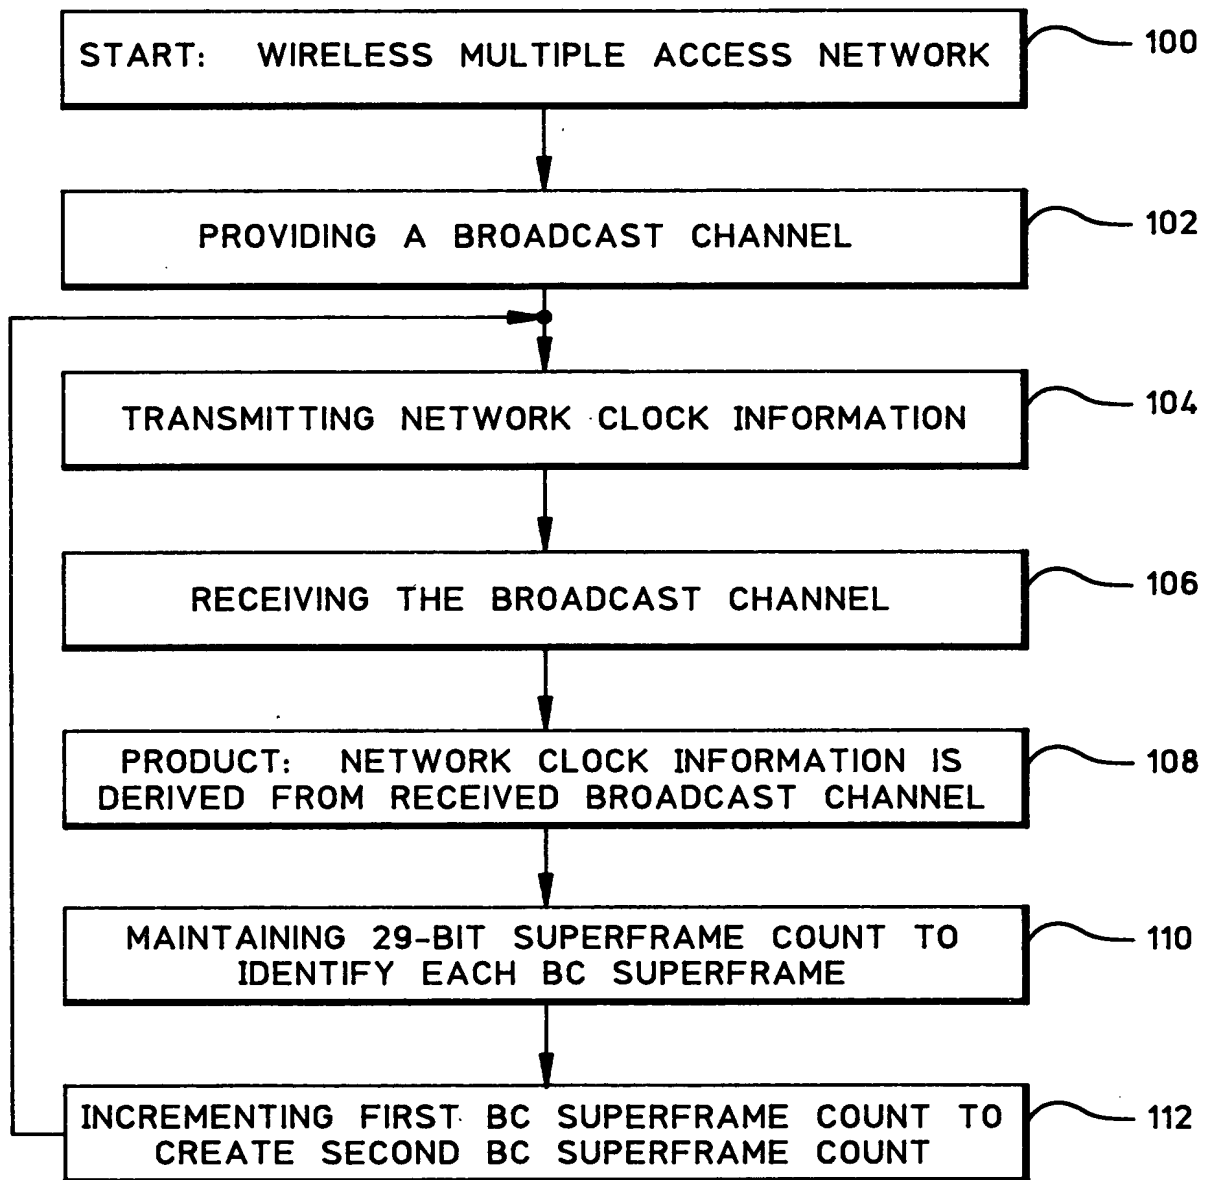 START: WIRELESS MULTIPLE ACCESS NETWORK
100
PROVIDING A BROADCAST CHANNEL
102
TRANSMITTING NETWORK CLOCK INFORMATION
104
RECEIVING THE BROADCAST CHANNEL
106
PRODUCT: NETWORK CLOCK INFORMATION IS
DERIVED FROM RECEIVED BROADCAST CHANNEL
108
MAINTAINING 29-BIT SUPERFRAME COUNT TO
IDENTIFY EACH BC SUPERFRAME
110
INCREMENTING FIRST BC SUPERFRAME COUNT TO
CREATE SECOND BC SUPERFRAME COUNT
112